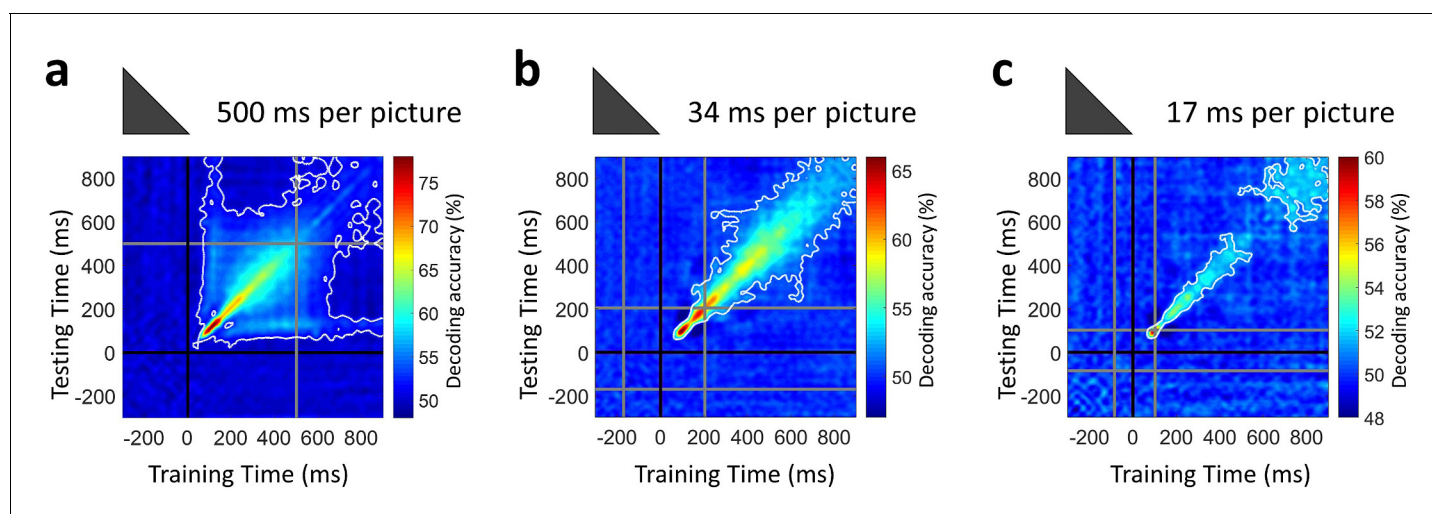 a
500 ms per picture
Testing Time (ms)
800
600
400
200
0
-200
-200 0 200 400 600 800
Training Time (ms)
75
70
65
60
55
50
Decoding accuracy (%)
b
34 ms per picture
Testing Time (ms)
800
600
400
200
0
-200
-200 0 200 400 600 800
Training Time (ms)
65
60
55
50
Decoding accuracy (%)
c
17 ms per picture
Testing Time (ms)
800
600
400
200
0
-200
-200 0 200 400 600 800
Training Time (ms)
60
58
56
54
52
50
48
Decoding accuracy (%)